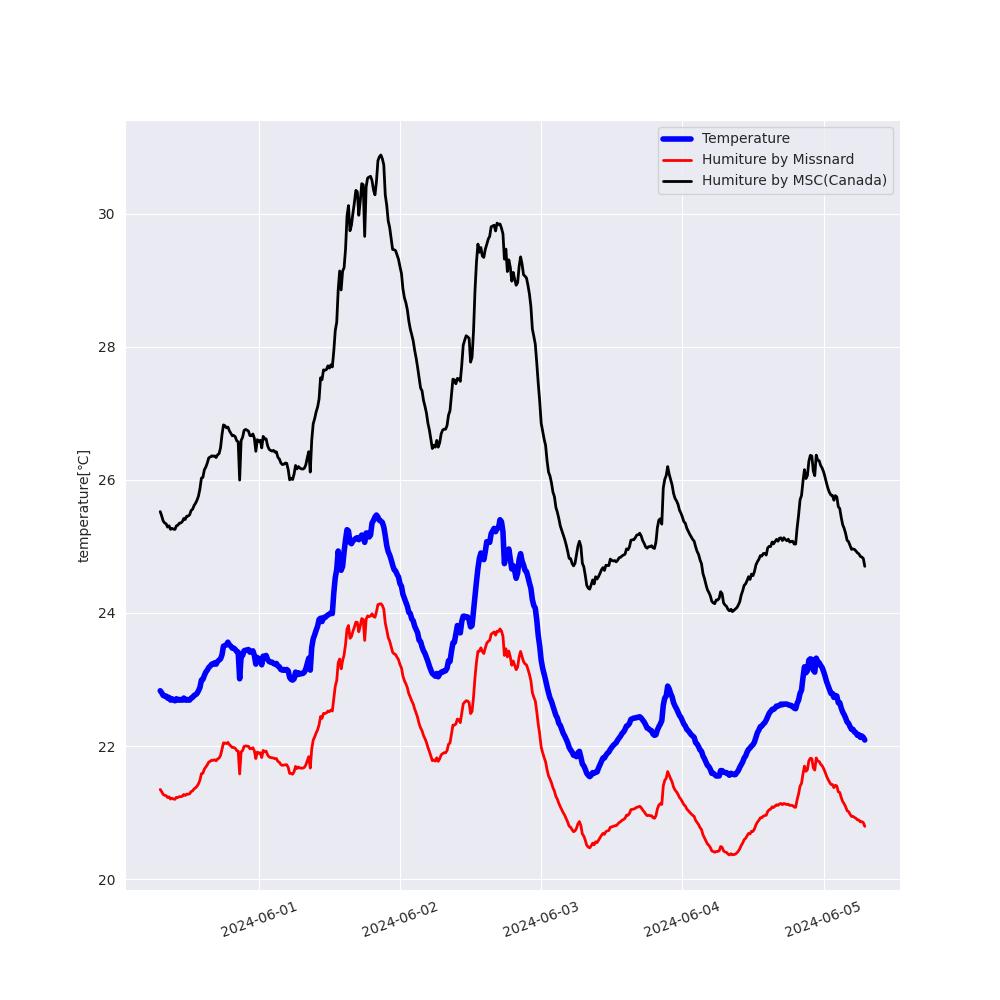 Temperature
Humiture by Missnard
Humiture by MSC(Canada)
30
28
26
24
22
20
temperature[℃]
2024-06-01
2024-06-02
2024-06-03
2024-06-04
2024-06-05